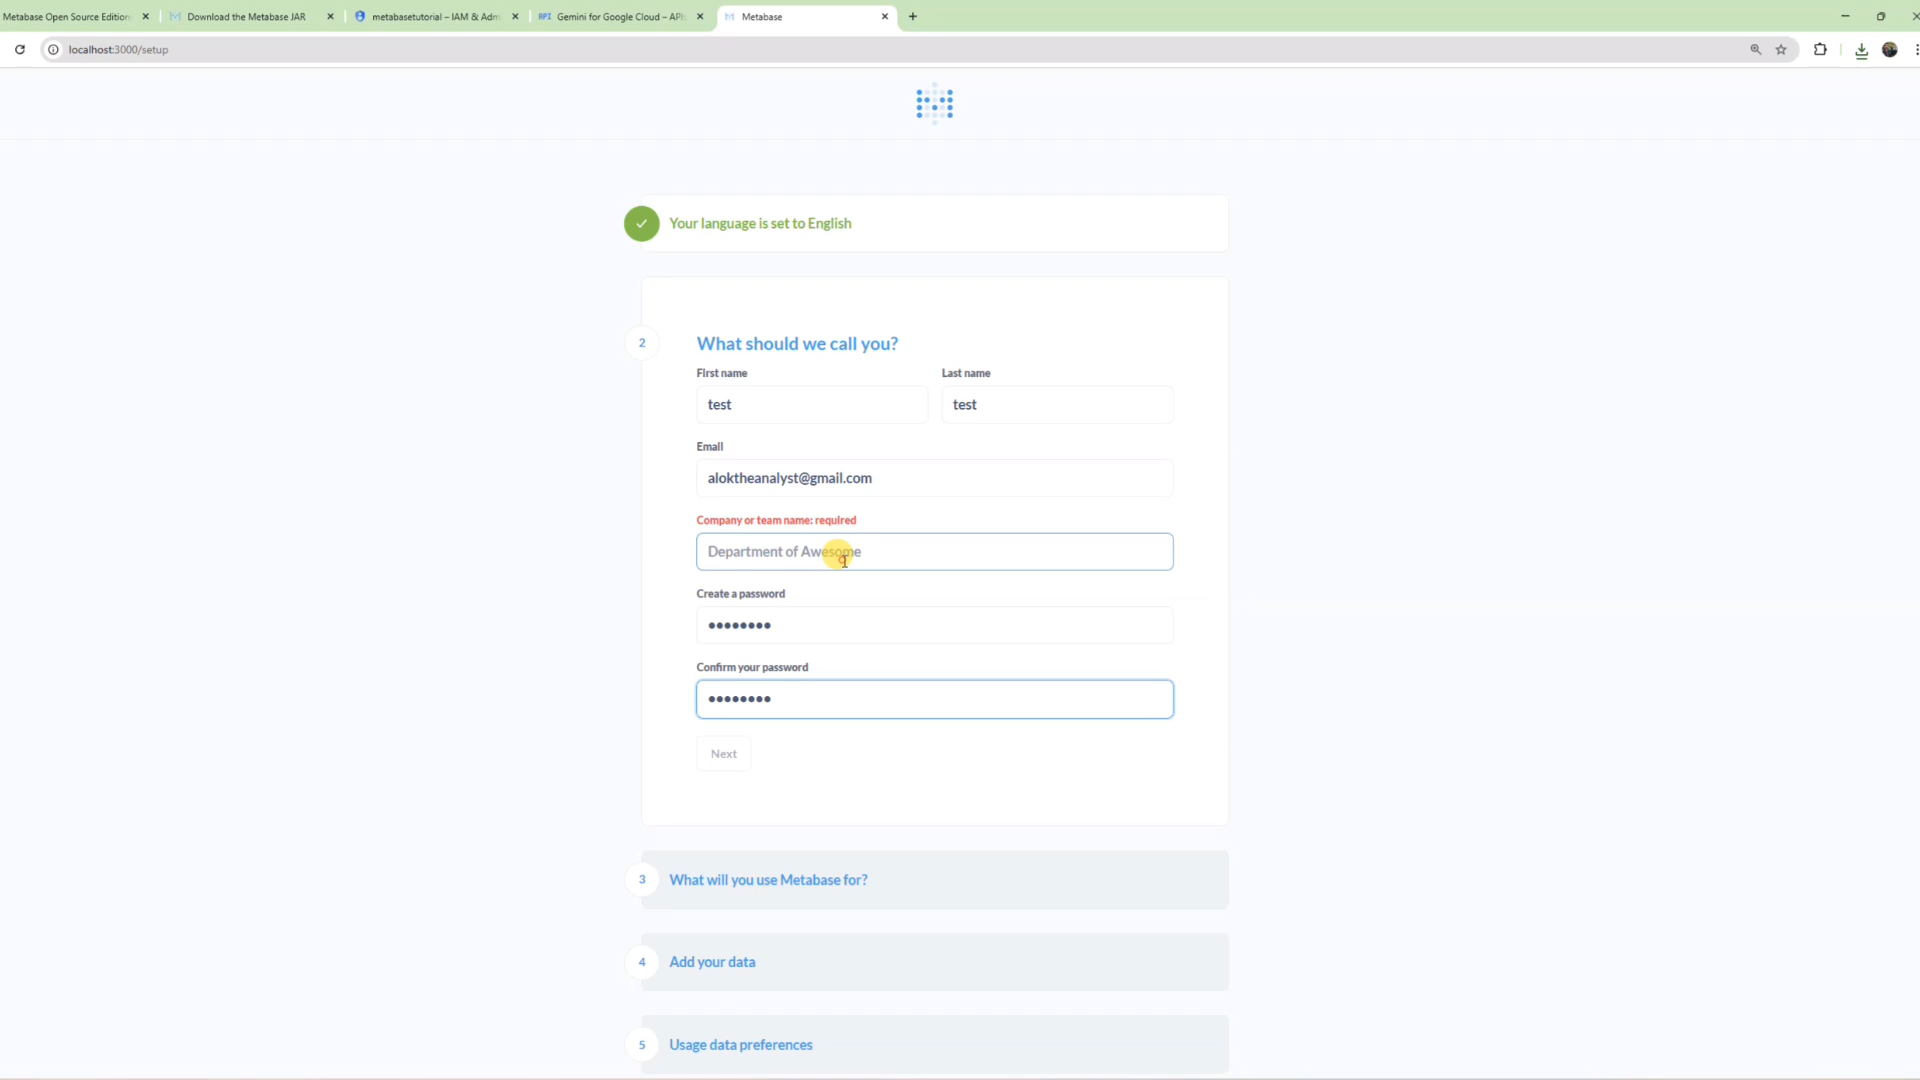 Metabase Open Source Edition
Download the Metabase JAR
metabasetutorial – IAM & Adm
API Gemini for Google Cloud – APIs
Metabase
localhost:3000/setup
Your language is set to English
2
What should we call you?
First name
Last name
test
test
Email
aloktheanalyst@gmail.com
Company or team name: required
Department of Awesome
Create a password
••••••••
Confirm your password
••••••••
Next
3
What will you use Metabase for?
4
Add your data
5
Usage data preferences